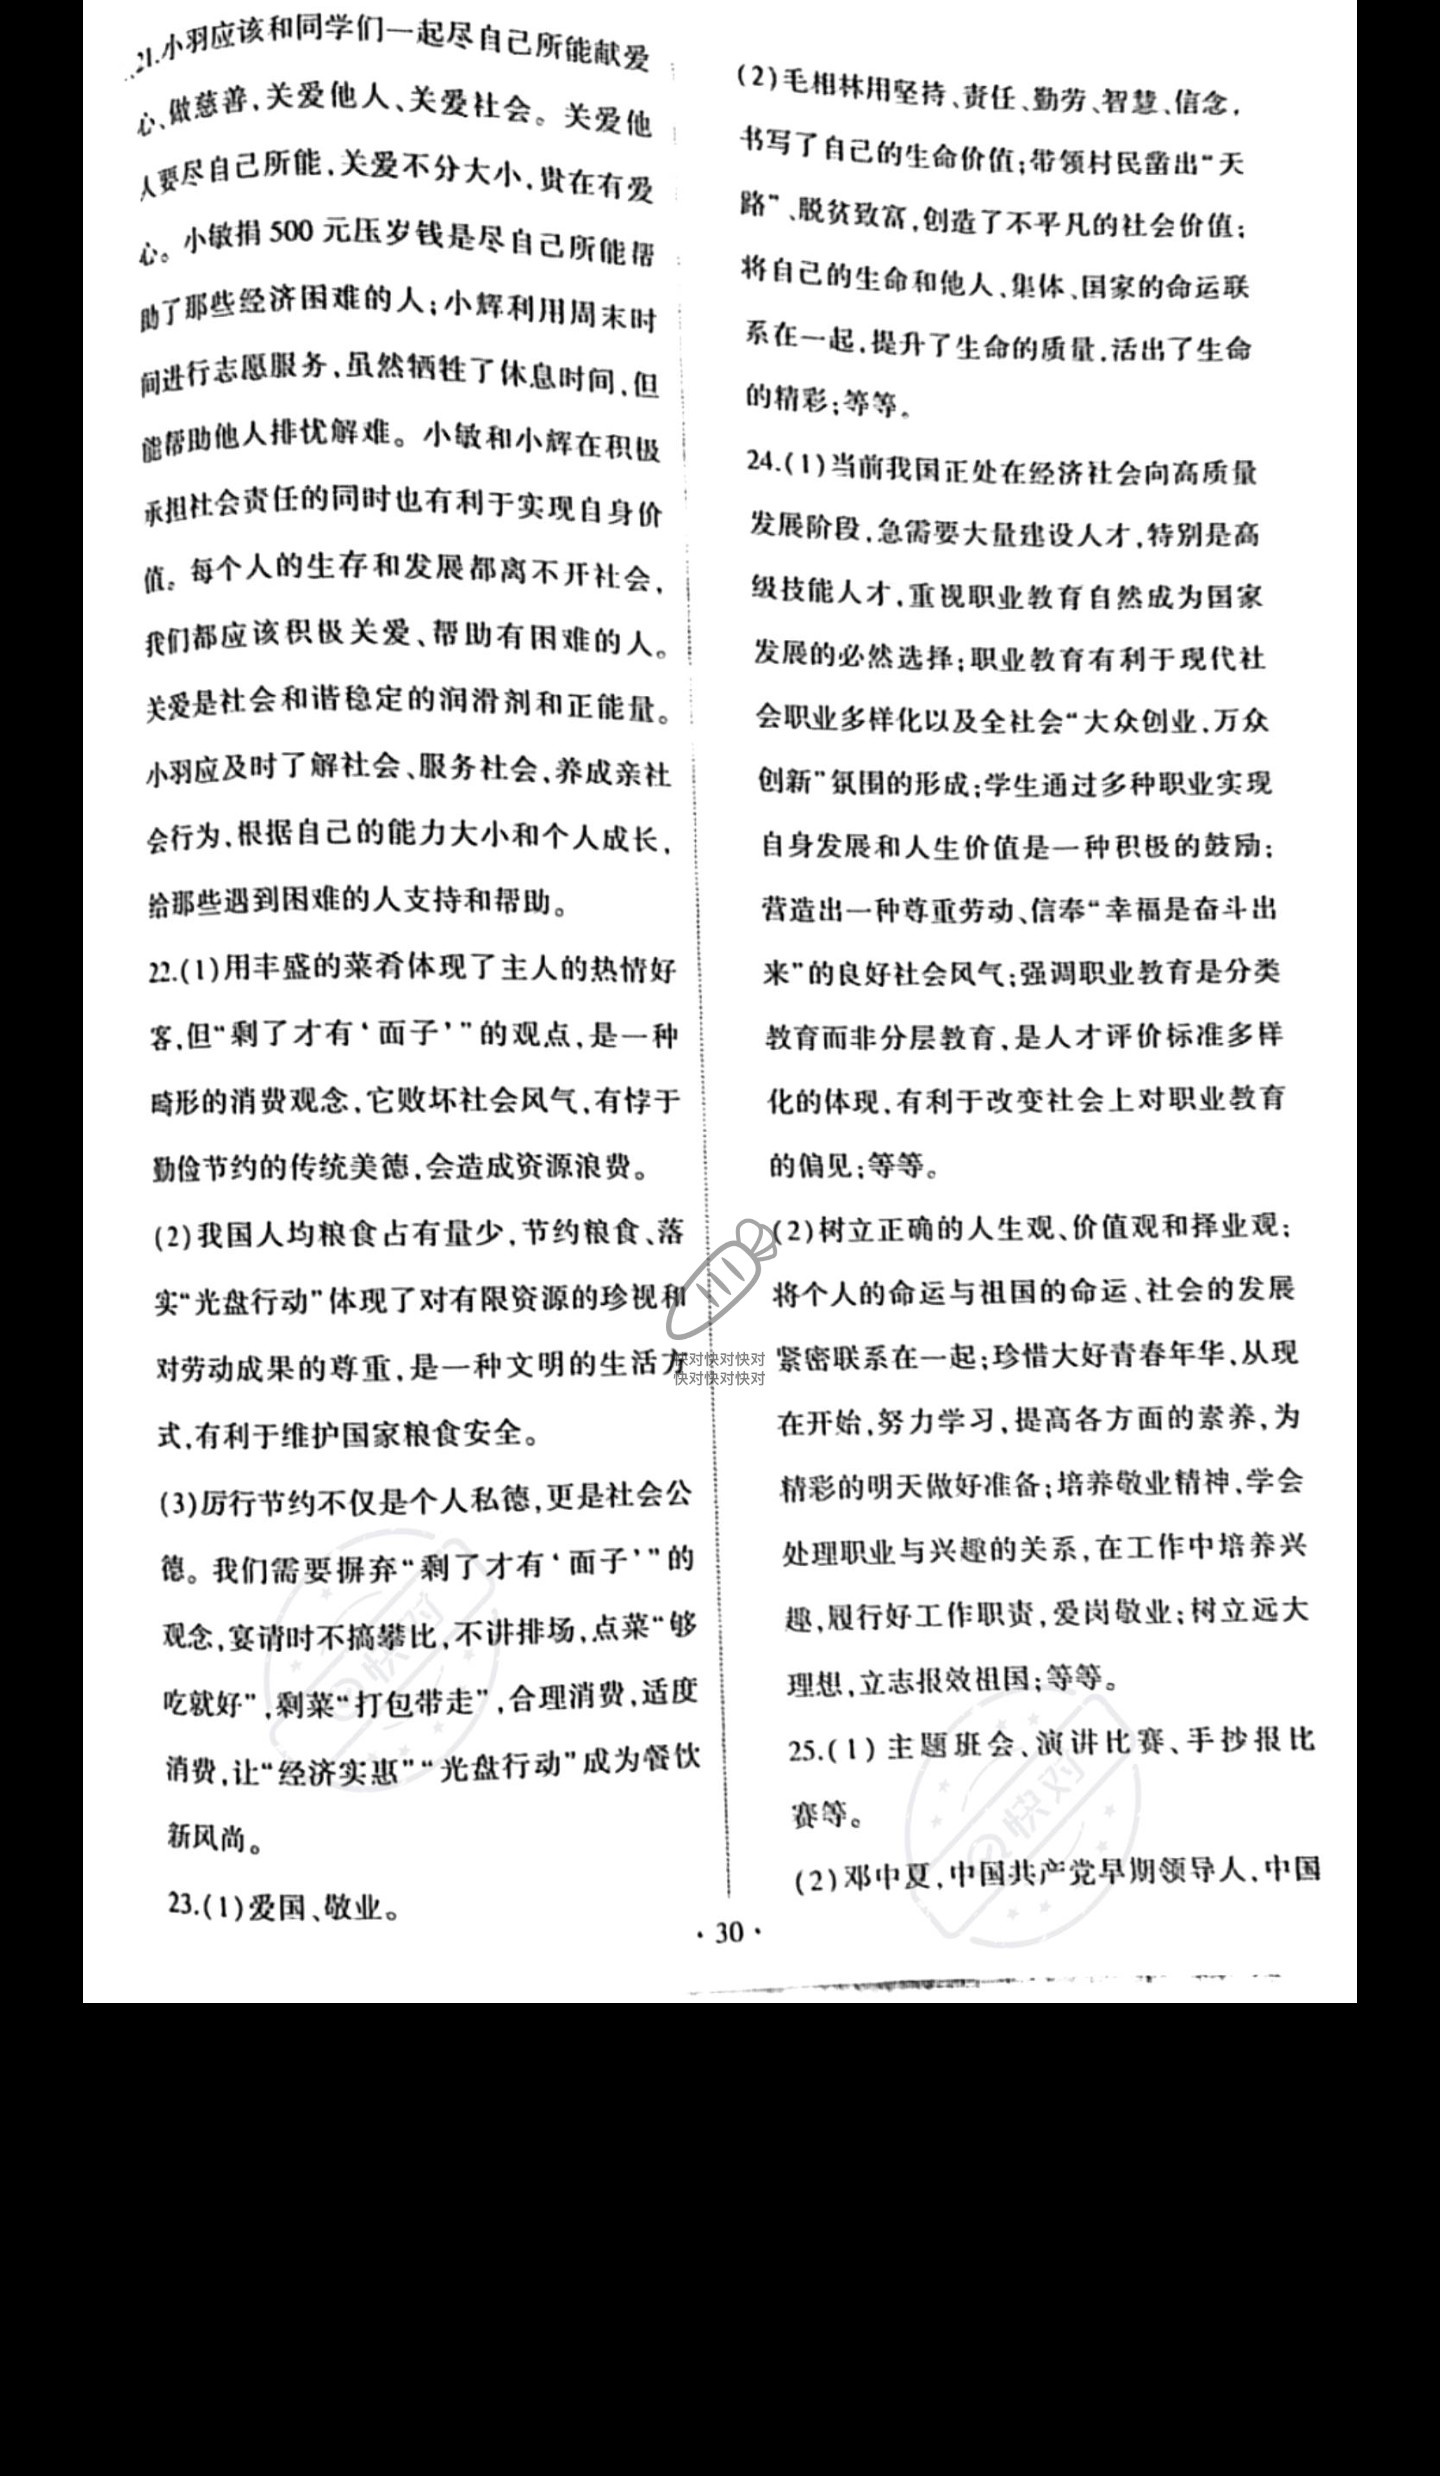 21.小羽应该和同学们一起尽自己所能献爱
心、做慈善,关爱他人、关爱社会。关爱他
人要尽自己所能,关爱不分大小,贵在有爱
心。小敏捐 500 元压岁钱是尽自己所能帮
助了那些经济困难的人;小辉利用周末时
间进行志愿服务,虽然牺牲了休息时间,但
能帮助他人排忧解难。小敏和小辉在积极
承担社会责任的同时也有利于实现自身价
值。每个人的生存和发展都离不开社会,
我们都应该积极关爱、帮助有困难的人。
关爱是社会和谐稳定的润滑剂和正能量。
小羽应及时了解社会、服务社会,养成亲社
会行为,根据自己的能力大小和个人成长,
给那些遇到困难的人支持和帮助。
22.(1)用丰盛的菜肴体现了主人的热情好
客,但“剩了才有‘面子’”的观点,是一种
畸形的消费观念,它败坏社会风气,有悖于
勤俭节约的传统美德,会造成资源浪费。
(2)我国人均粮食占有量少,节约粮食、落
实“光盘行动”体现了对有限资源的珍视和
对劳动成果的尊重,是一种文明的生活方
式,有利于维护国家粮食安全。
(3)厉行节约不仅是个人私德,更是社会公
德。我们需要摒弃“剩了才有‘面子’”的
观念,宴请时不搞攀比,不讲排场,点菜“够
吃就好”,剩菜“打包带走”,合理消费,适度
消费,让“经济实惠”“光盘行动”成为餐饮
新风尚。
23.(1)爱国、敬业。
(2)毛相林用坚持、责任、勤劳、智慧、信念,
书写了自己的生命价值;带领村民凿出“天
路”、脱贫致富,创造了不平凡的社会价值;
将自己的生命和他人、集体、国家的命运联
系在一起,提升了生命的质量,活出了生命
的精彩;等等。
24.(1)当前我国正处在经济社会向高质量
发展阶段,急需要大量建设人才,特别是高
级技能人才,重视职业教育自然成为国家
发展的必然选择;职业教育有利于现代社
会职业多样化以及全社会“大众创业,万众
创新”氛围的形成;学生通过多种职业实现
自身发展和人生价值是一种积极的鼓励;
营造出一种尊重劳动、信奉“幸福是奋斗出
来”的良好社会风气;强调职业教育是分类
教育而非分层教育,是人才评价标准多样
化的体现,有利于改变社会上对职业教育
的偏见;等等。
(2)树立正确的人生观、价值观和择业观;
将个人的命运与祖国的命运、社会的发展
紧密联系在一起;珍惜大好青春年华,从现
在开始,努力学习,提高各方面的素养,为
精彩的明天做好准备;培养敬业精神,学会
处理职业与兴趣的关系,在工作中培养兴
趣,履行好工作职责,爱岗敬业;树立远大
理想,立志报效祖国;等等。
25.(1)主题班会、演讲比赛、手抄报比
赛等。
(2)邓中夏,中国共产党早期领导人,中国
快对快对快对
快对快对快对
快对
快对
· 30 ·